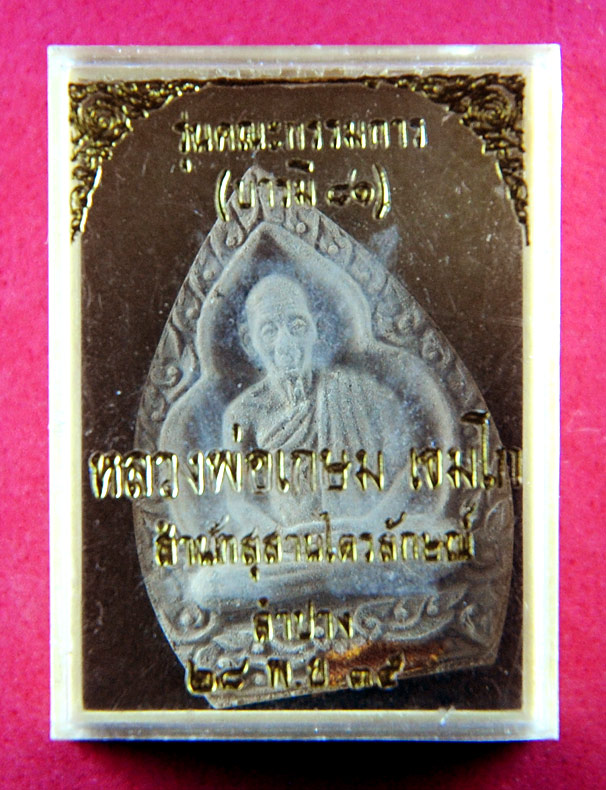 รุ่นคณะกรรมการ
(บารมี ๘๑)
หลวงพ่อเกษม เขมโก
สำนักสุสานไตรลักษณ์
ลำปาง
๒๘ พ.ย ๓๕